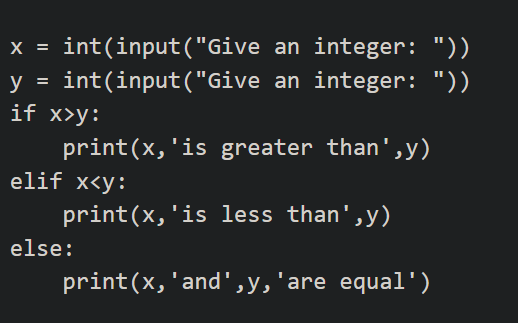 x = int(input("Give an integer: "))
y = int(input("Give an integer: "))
if x>y:
    print(x,'is greater than',y)
elif x<y:
    print(x,'is less than',y)
else:
    print(x,'and',y,'are equal')